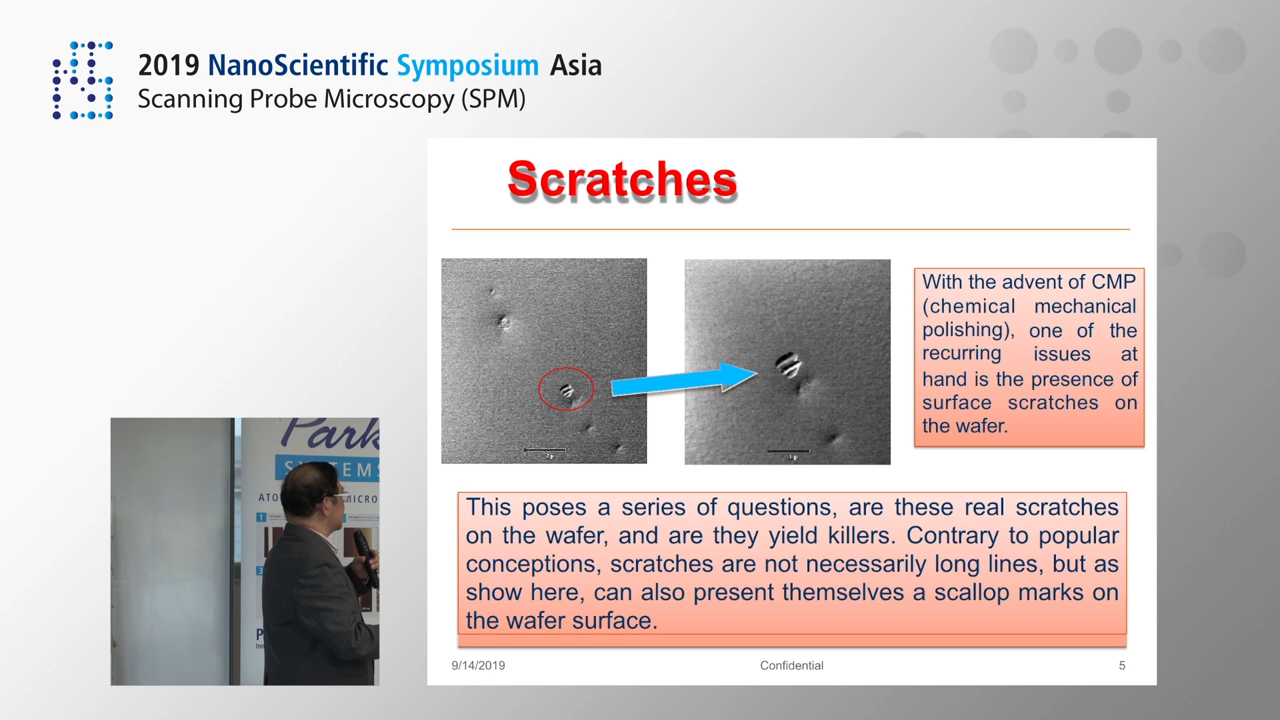 2019 NanoScientific Symposium Asia
Scanning Probe Microscopy (SPM)
Scratches
With the advent of CMP
(chemical mechanical
polishing), one of the
recurring issues at
hand is the presence of
surface scratches on
the wafer.
This poses a series of questions, are these real scratches
on the wafer, and are they yield killers. Contrary to popular
conceptions, scratches are not necessarily long lines, but as
show here, can also present themselves a scallop marks on
the wafer surface.
9/14/2019
Confidential
5
Park
SYSTEMS